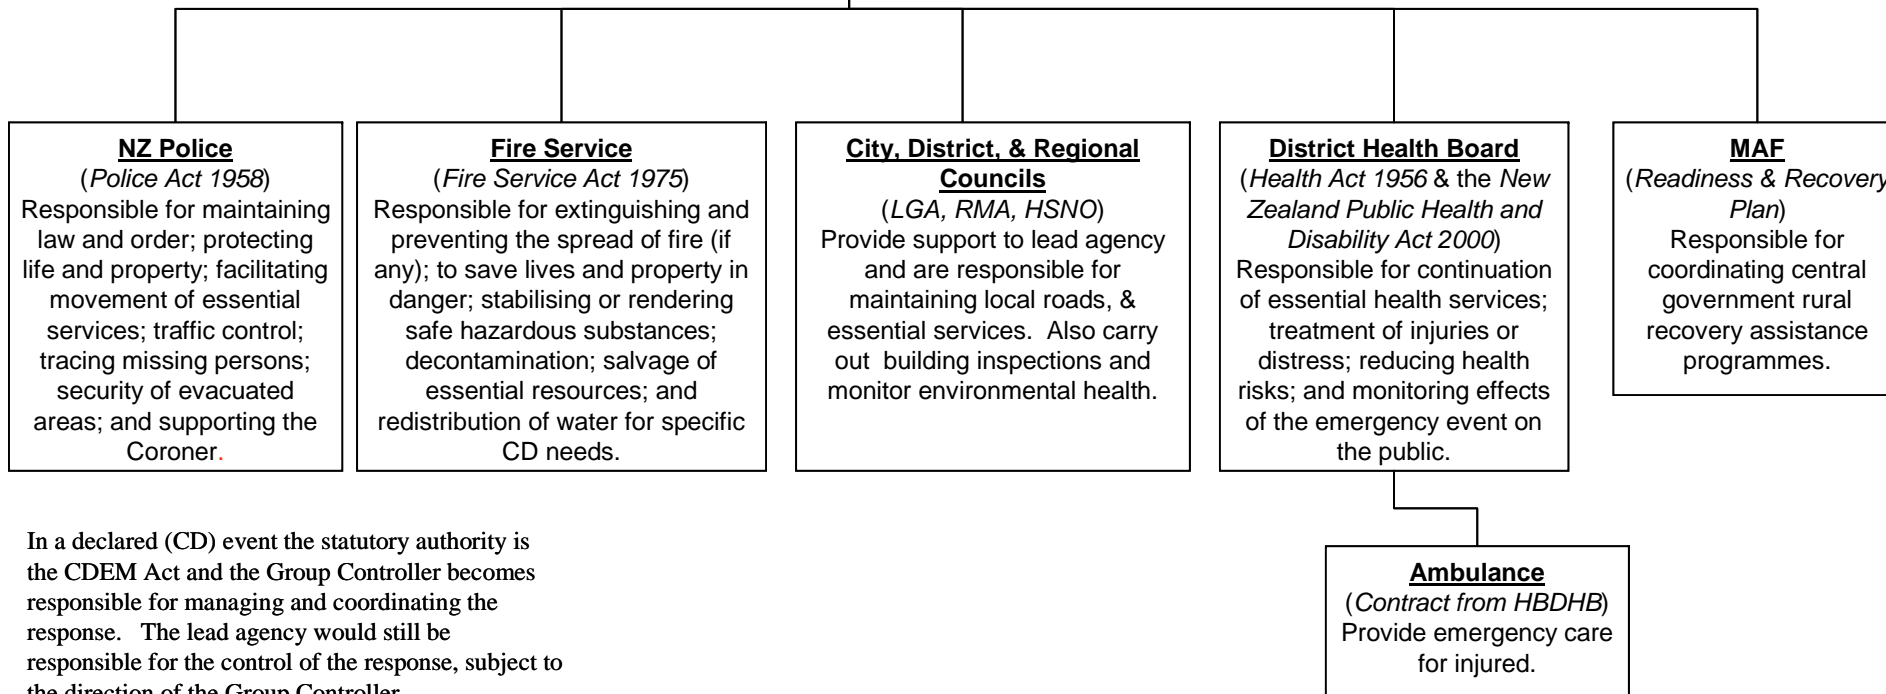 NZ Police
(Police Act 1958)
Responsible for maintaining
law and order; protecting
life and property; facilitating
movement of essential
services; traffic control;
tracing missing persons;
security of evacuated
areas; and supporting the
Coroner.
Fire Service
(Fire Service Act 1975)
Responsible for extinguishing and
preventing the spread of fire (if
any); to save lives and property in
danger; stabilising or rendering
safe hazardous substances;
decontamination; salvage of
essential resources; and
redistribution of water for specific
CD needs.
City, District, & Regional
Councils
(LGA, RMA, HSNO)
Provide support to lead agency
and are responsible for
maintaining local roads, &
essential services.  Also carry
out  building inspections and
monitor environmental health.
District Health Board
(Health Act 1956 & the New
Zealand Public Health and
Disability Act 2000)
Responsible for continuation
of essential health services;
treatment of injuries or
distress; reducing health
risks; and monitoring effects
of the emergency event on
the public.
MAF
(Readiness & Recovery
Plan)
Responsible for
coordinating central
government rural
recovery assistance
programmes.
Ambulance
(Contract from HBDHB)
Provide emergency care
for injured.
In a declared (CD) event the statutory authority is
the CDEM Act and the Group Controller becomes
responsible for managing and coordinating the
response.   The lead agency would still be
responsible for the control of the response, subject to
the direction of the Group Controller